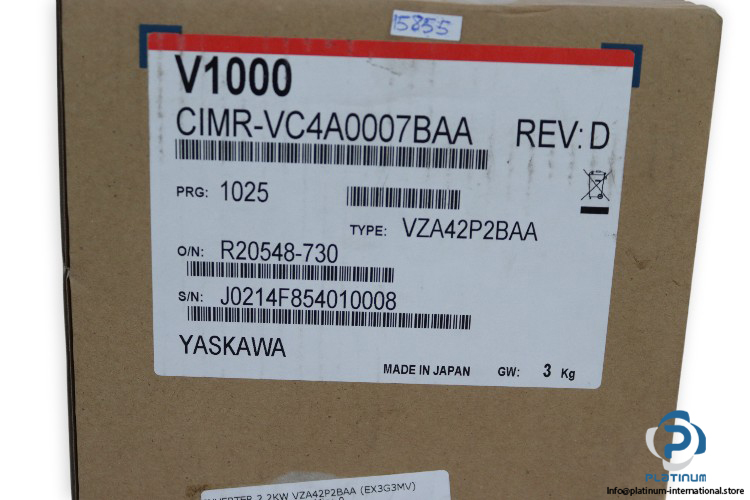 15855
V1000
CIMR-VC4A0007BAA REV: D
PRG: 1025
TYPE: VZA42P2BAA
O/N: R20548-730
S/N: J0214F854010008
YASKAWA
MADE IN JAPAN GW: 3 Kg
INVERTER 2.2KW VZA42P2BAA (EX3G3MV)
PLATINUM
Info@platinum-international.store